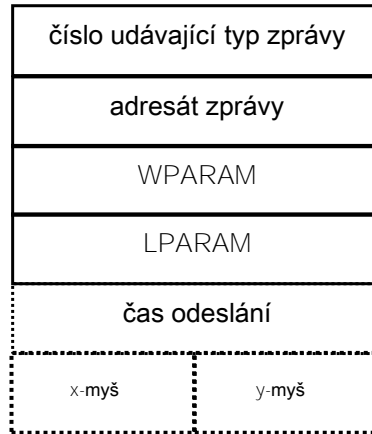 číslo udávající typ zprávy
adresát zprávy
WPARAM
LPARAM
čas odeslání
x-myš y-myš